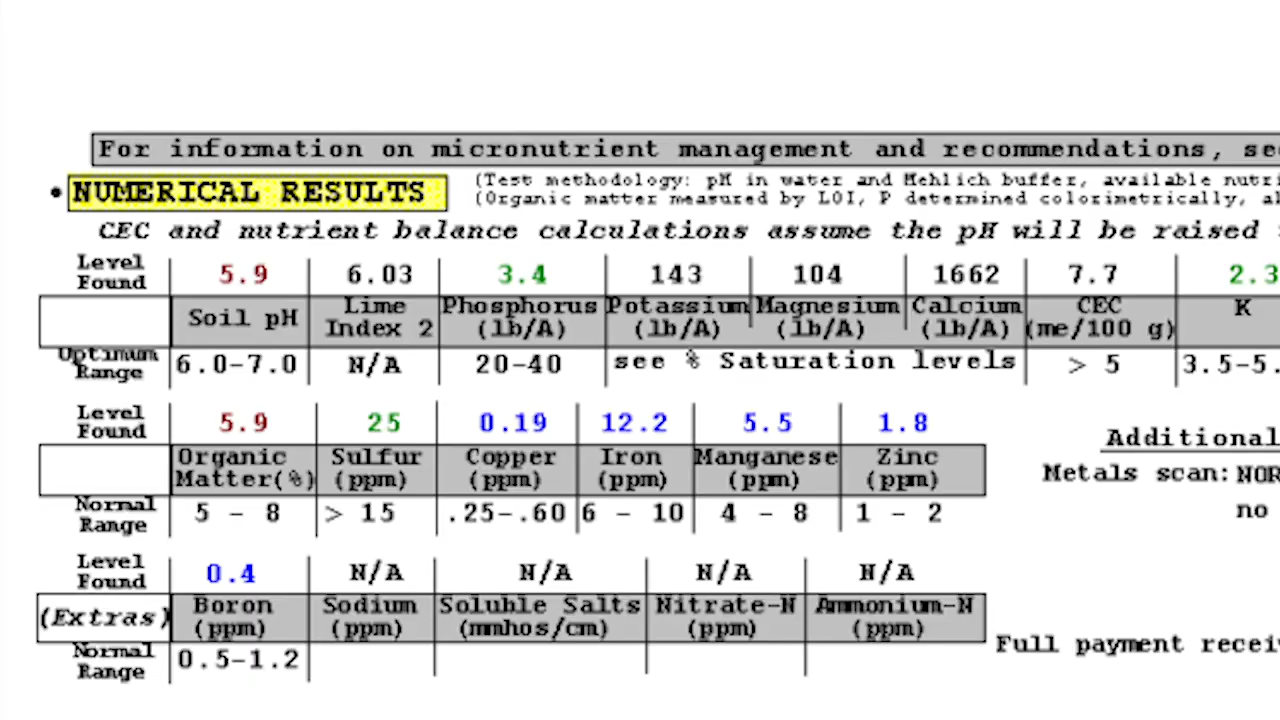 For information on micronutrient management and recommendations, see
• NUMERICAL RESULTS (Test methodology: pH in water and Mehlich buffer, available nutri
(Organic matter measured by LOI, P determined colorimetrically, al
CEC and nutrient balance calculations assume the pH will be raised
Level Found 5.9 6.03 3.4 143 104 1662 7.7 2.3
Soil pH Lime Index 2 Phosphorus (lb/A) Potassium (lb/A) Magnesium (lb/A) Calcium (lb/A) CEC (me/100 g) K
Optimum Range 6.0-7.0 N/A 20-40 see % Saturation levels > 5 3.5-5.
Level Found 5.9 25 0.19 12.2 5.5 1.8
Additional
Organic Matter(%) Sulfur (ppm) Copper (ppm) Iron (ppm) Manganese (ppm) Zinc (ppm)
Metals scan: NOR
Normal Range 5 - 8 > 15 .25-.60 6 - 10 4 - 8 1 - 2
no
Level Found 0.4 N/A N/A N/A N/A
(Extras) Boron (ppm) Sodium (ppm) Soluble Salts (mmhos/cm) Nitrate-N (ppm) Ammonium-N (ppm)
Normal Range 0.5-1.2
Full payment recei